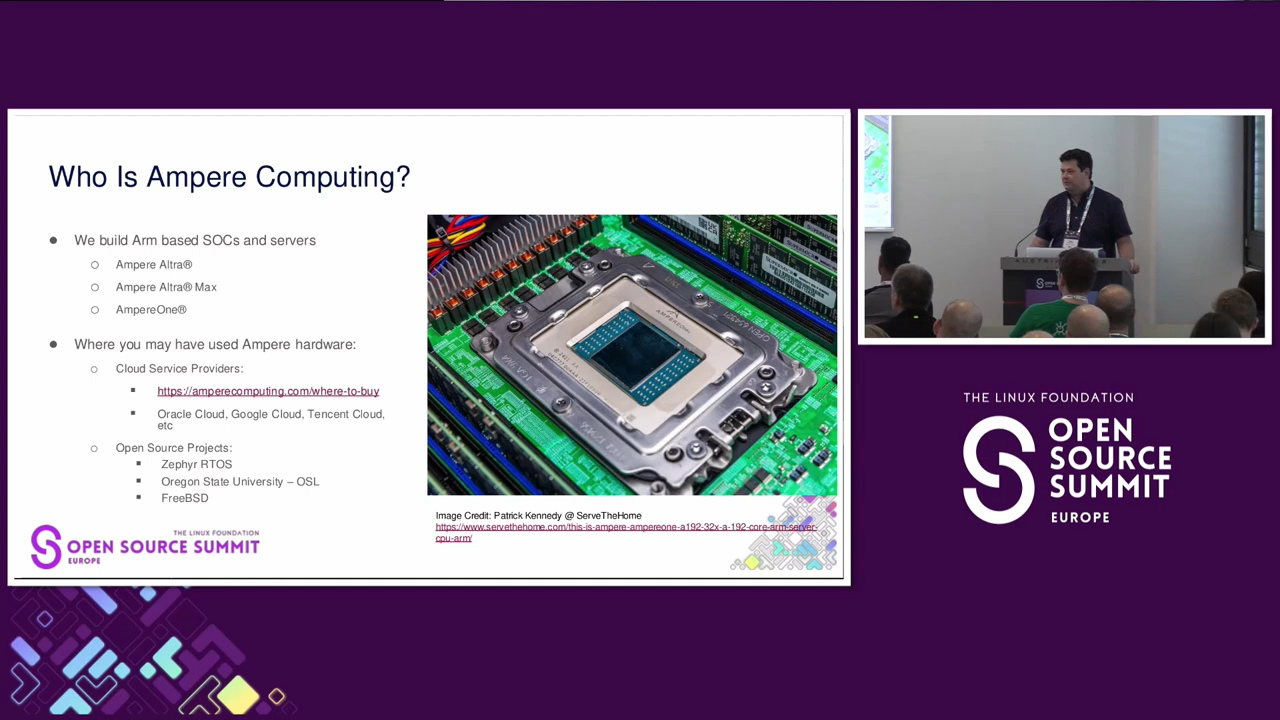 Who Is Ampere Computing?
We build Arm based SOCs and servers
Ampere Altra®
Ampere Altra® Max
AmpereOne®
Where you may have used Ampere hardware:
Cloud Service Providers:
https://amperecomputing.com/where-to-buy
Oracle Cloud, Google Cloud, Tencent Cloud,
etc
Open Source Projects:
Zephyr RTOS
Oregon State University – OSL
FreeBSD
Image Credit: Patrick Kennedy @ ServeTheHome
https://www.servethehome.com/this-is-ampere-ampereone-a192-32x-a-192-core-arm-server-
cpu-arm/
THE LINUX FOUNDATION
OPEN SOURCE SUMMIT
EUROPE
THE LINUX FOUNDATION
OPEN
SOURCE
SUMMIT
EUROPE